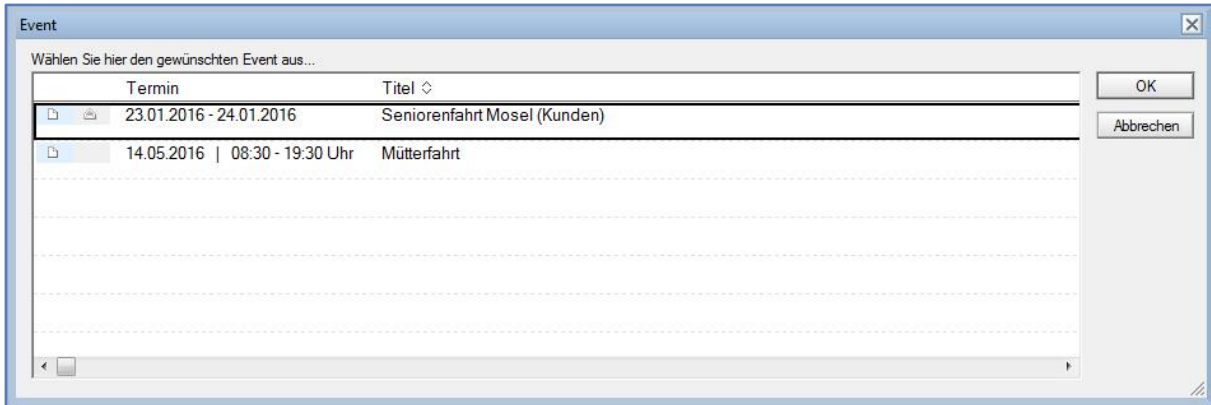 Event
Wählen Sie hier den gewünschten Event aus...
Termin Titel
OK
23.01.2016 - 24.01.2016 Seniorenfahrt Mosel (Kunden)
Abbrechen
14.05.2016 | 08:30 - 19:30 Uhr Mütterfahrt